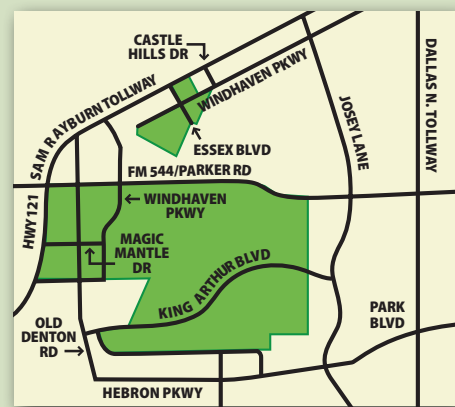 CASTLE
HILLS DR
SAM RAYBURN TOLLWAY
WINDHAVEN PKWY
DALLAS N. TOLLWAY
JOSEY LANE
ESSEX BLVD
FM 544/PARKER RD
HWY 121
WINDHAVEN
PKWY
MAGIC
MANTLE
DR
KING ARTHUR BLVD
OLD
DENTON
RD
PARK
BLVD
HEBRON PKWY